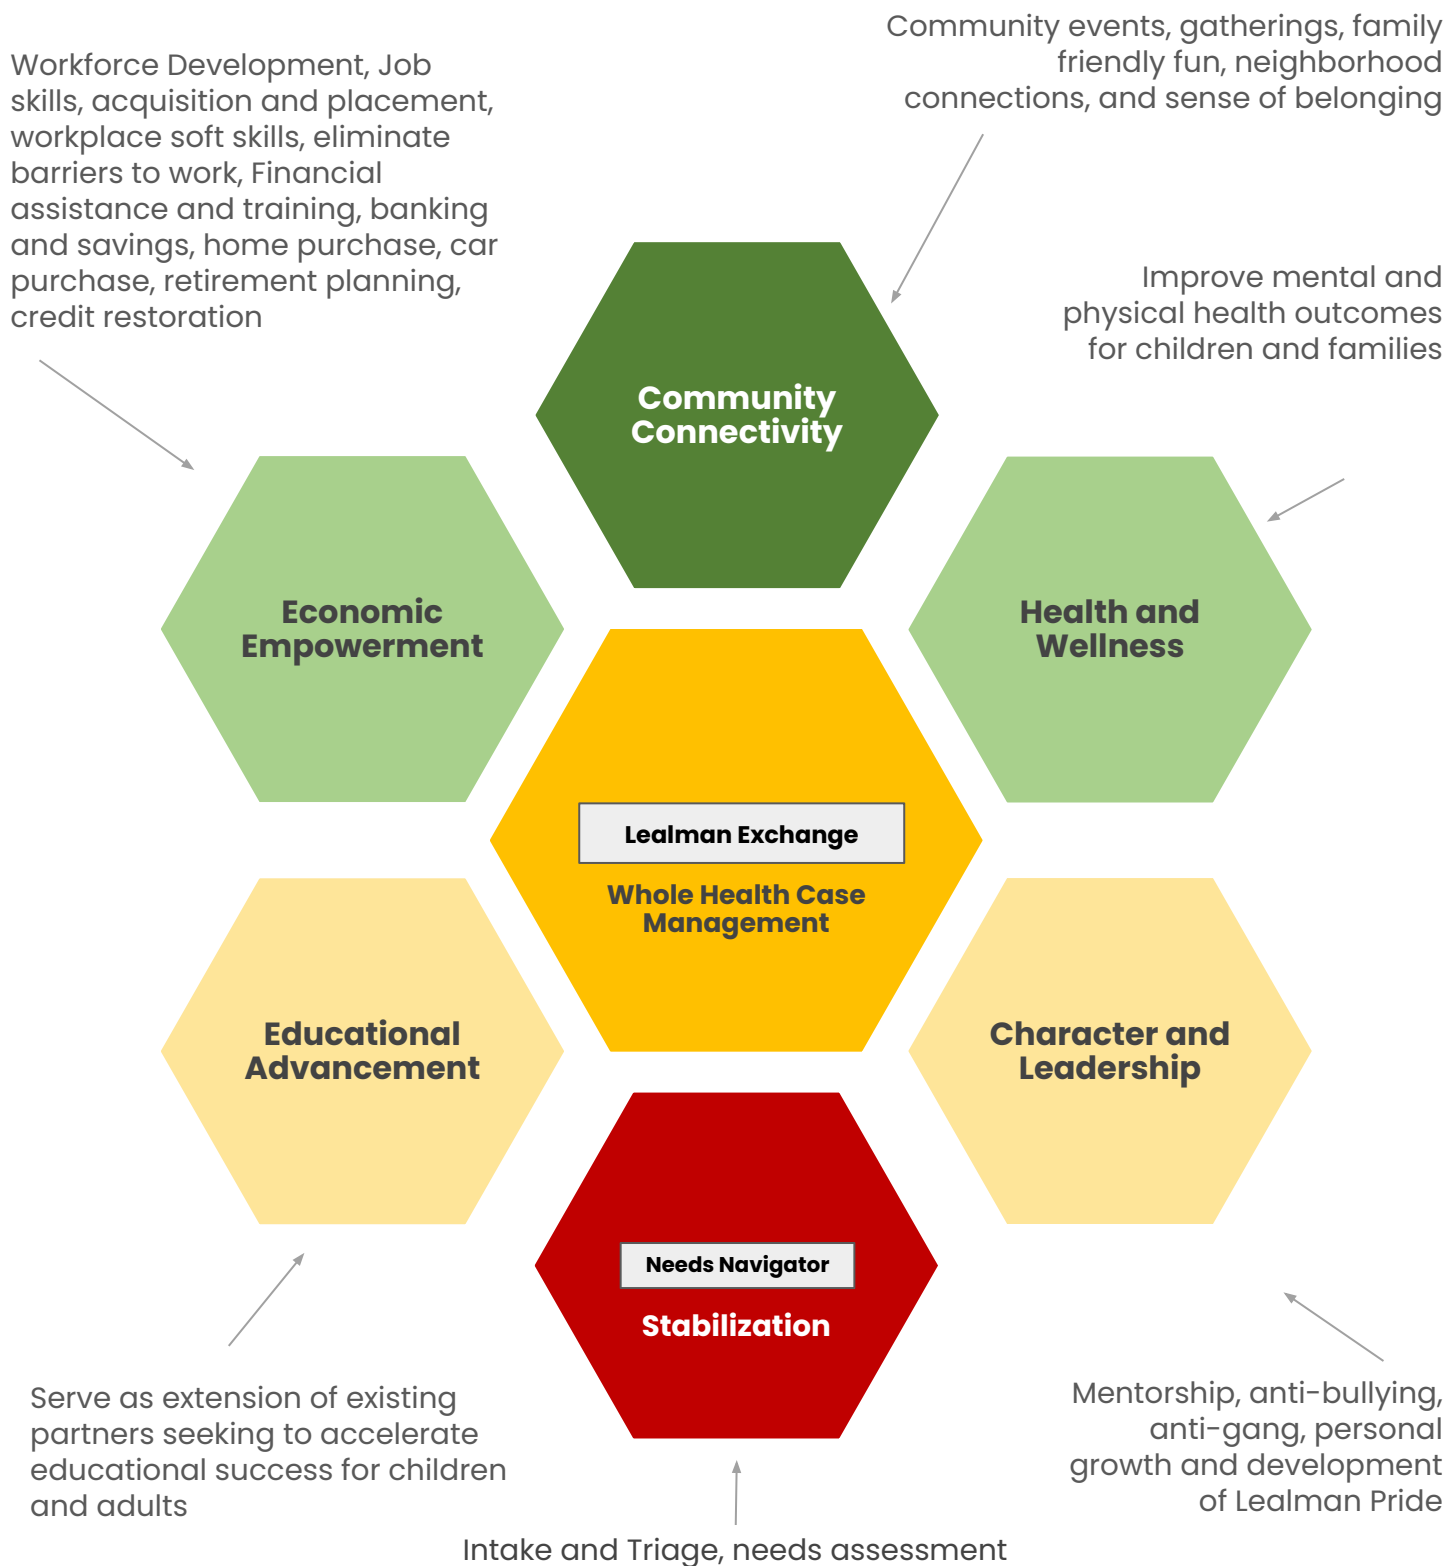 Community events, gatherings, family
friendly fun, neighborhood
connections, and sense of belonging
Workforce Development, Job
skills, acquisition and placement,
workplace soft skills, eliminate
barriers to work, Financial
assistance and training, banking
and savings, home purchase, car
purchase, retirement planning,
credit restoration
Improve mental and
physical health outcomes
for children and families
Community
Connectivity
Economic
Empowerment
Health and
Wellness
Lealman Exchange
Whole Health Case
Management
Educational
Advancement
Character and
Leadership
Needs Navigator
Stabilization
Serve as extension of existing
partners seeking to accelerate
educational success for children
and adults
Mentorship, anti-bullying,
anti-gang, personal
growth and development
of Lealman Pride
Intake and Triage, needs assessment